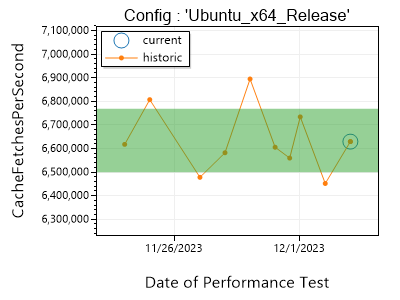 Config : 'Ubuntu_x64_Release'
current
historic
CacheFetchesPerSecond
7,100,000
7,000,000
6,900,000
6,800,000
6,700,000
6,600,000
6,500,000
6,400,000
6,300,000
11/26/2023
12/1/2023
Date of Performance Test